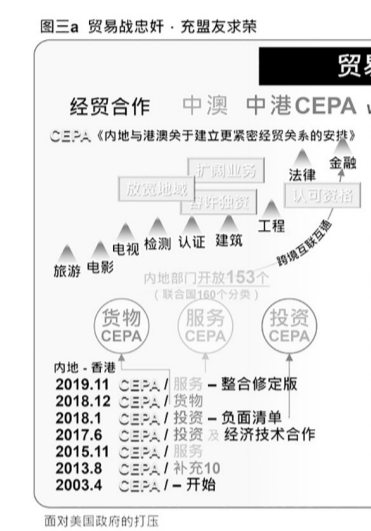 图三a 贸易战忠奸·充盟友求荣
贸易
经贸合作 中澳 中港CEPA
CEPA《内地与港澳关于建立更紧密经贸关系的安排》
扩阔业务
金融
放宽地域
法律
容许独资
认可资格
工程
旅游 电影 电视 检测 认证 建筑
跨境互联互通
内地部门开放153个
(联合国160个分类)
货物 CEPA
服务 CEPA
投资 CEPA
内地 - 香港
2019.11 CEPA / 服务 – 整合修定版
2018.12 CEPA / 货物
2018.1 CEPA / 投资 – 负面清单
2017.6 CEPA / 投资 及 经济技术合作
2015.11 CEPA / 服务
2013.8 CEPA / 补充10
2003.4 CEPA / – 开始
面对美国政府的打压